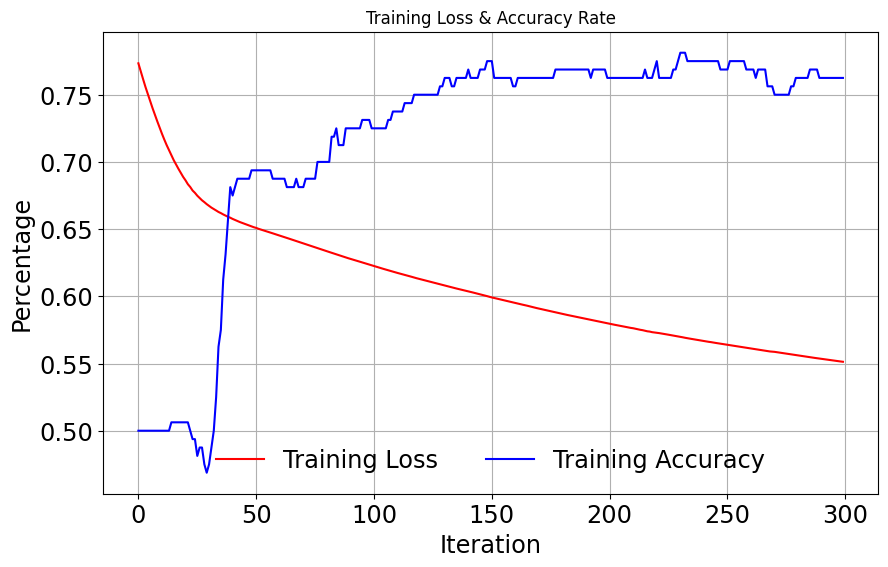 Training Loss & Accuracy Rate
Percentage
0.75
0.70
0.65
0.60
0.55
0.50
Training Loss
Training Accuracy
0 50 100 150 200 250 300
Iteration